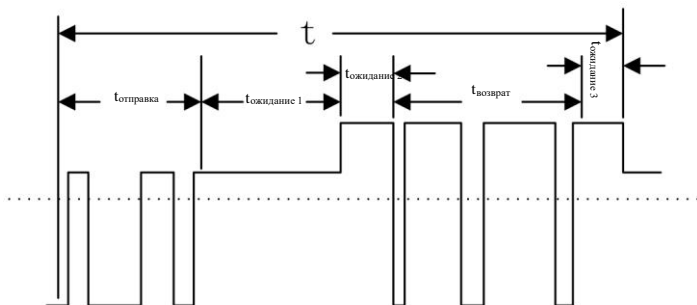 t
tожидание 2
tожидание 3
tотправка
tожидание 1
tвозврат